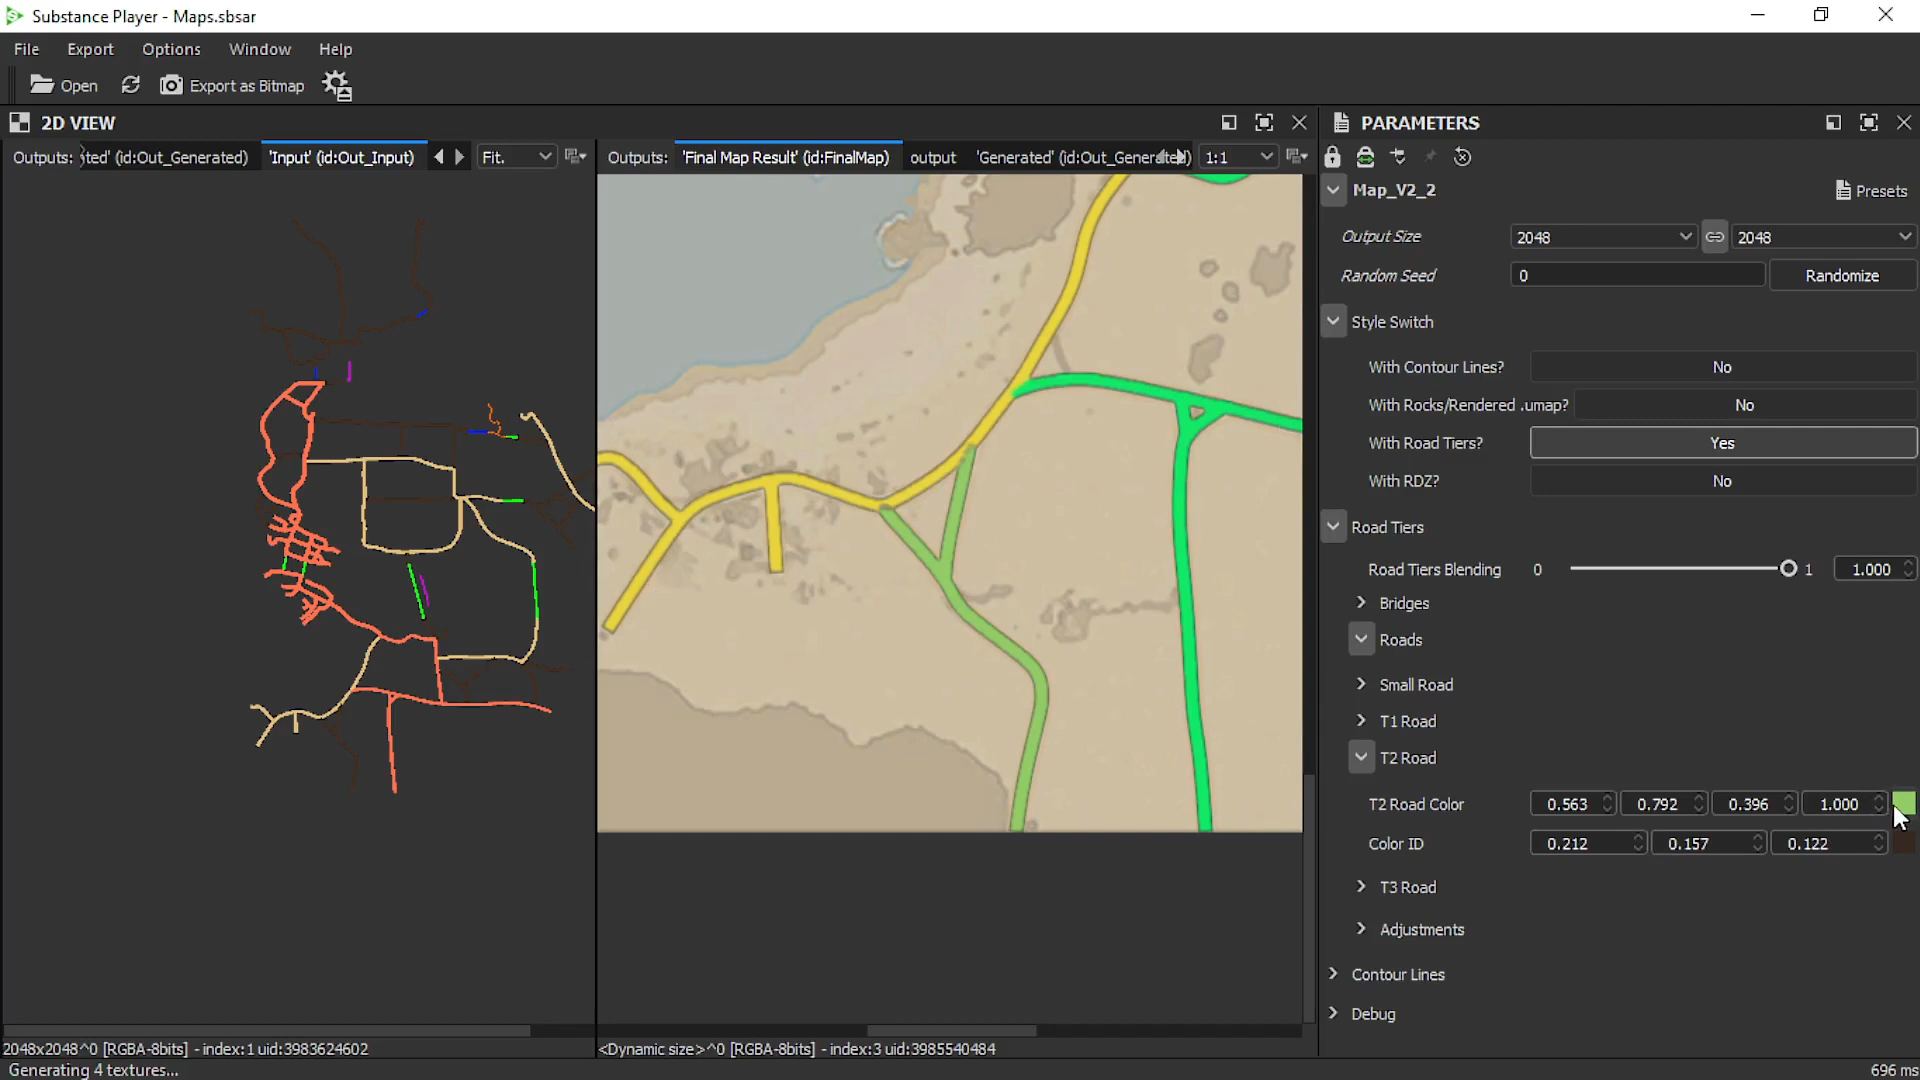 Substance Player - Maps.sbsar
File Export Options Window Help
Open Export as Bitmap
2D VIEW
Outputs: ted' (id:Out_Generated) 'Input' (id:Out_Input) Fit.
Outputs: 'Final Map Result' (id:FinalMap) output 'Generated' (id:Out_Generated) 1:1
PARAMETERS
Map_V2_2 Presets
Output Size 2048 2048
Random Seed 0 Randomize
Style Switch
With Contour Lines? No
With Rocks/Rendered .umap? No
With Road Tiers? Yes
With RDZ? No
Road Tiers
Road Tiers Blending 0 1 1.000
Bridges
Roads
Small Road
T1 Road
T2 Road
T2 Road Color 0.563 0.792 0.396 1.000
Color ID 0.212 0.157 0.122
T3 Road
Adjustments
Contour Lines
Debug
2048x2048^0 [RGBA-8bits] - index:1 uid:3983624602
<Dynamic size>^0 [RGBA-8bits] - index:3 uid:3985540484
Generating 4 textures... 696 ms